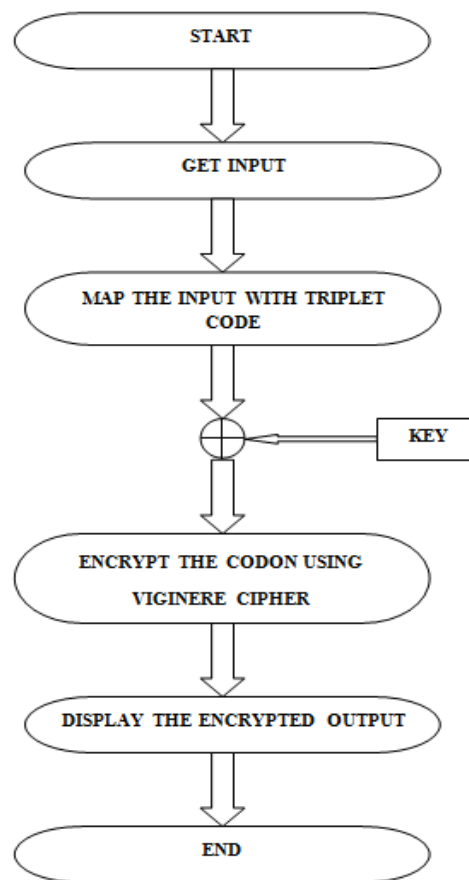 START
GET INPUT
MAP THE INPUT WITH TRIPLET
CODE
KEY
ENCRYPT THE CODON USING
VIGINERE CIPHER
DISPLAY THE ENCRYPTED OUTPUT
END